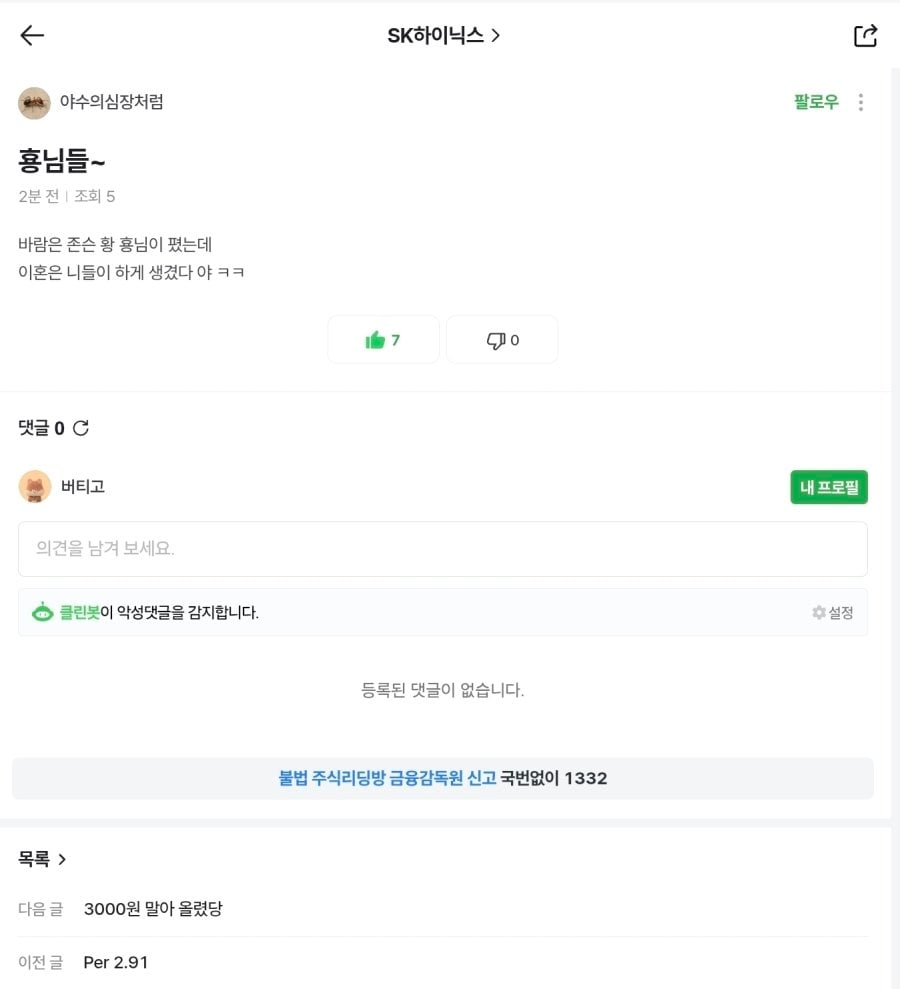 SK하이닉스
야수의심장처럼
팔로우
횽님들~
2분 전 | 조회 5
바람은 존슨 황 횽님이 폈는데
이혼은 니들이 하게 생겼다 야 ㅋㅋ
7
0
댓글 0
버티고
내 프로필
의견을 남겨 보세요.
클린봇이 악성댓글을 감지합니다.
설정
등록된 댓글이 없습니다.
불법 주식리딩방 금융감독원 신고 국번없이 1332
목록
다음 글 3000원 말아 올렸당
이전 글 Per 2.91